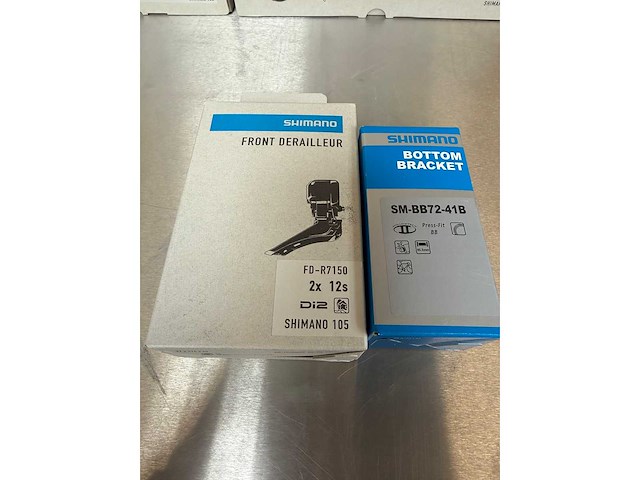 SHIMANO
SHIMANO
FRONT DERAILLEUR
FD-R7150
2x 12s
Di2
SHIMANO 105
SHIMANO
BOTTOM
BRACKET
SM-BB72-41B
Press-Fit
BB